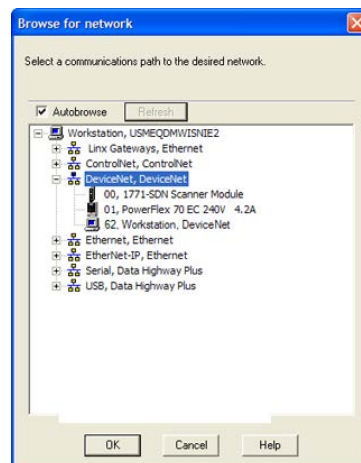 Browse for network
Select a communications path to the desired network.
Autobrowse Refresh
Workstation, USMEQDMWISNIE2
Linx Gateways, Ethernet
ControlNet, ControlNet
DeviceNet, DeviceNet
00, 1771-SDN Scanner Module
01, PowerFlex 70 EC 240V 4.2A
62, Workstation, DeviceNet
Ethernet, Ethernet
EtherNet-IP, Ethernet
Serial, Data Highway Plus
USB, Data Highway Plus
OK Cancel Help